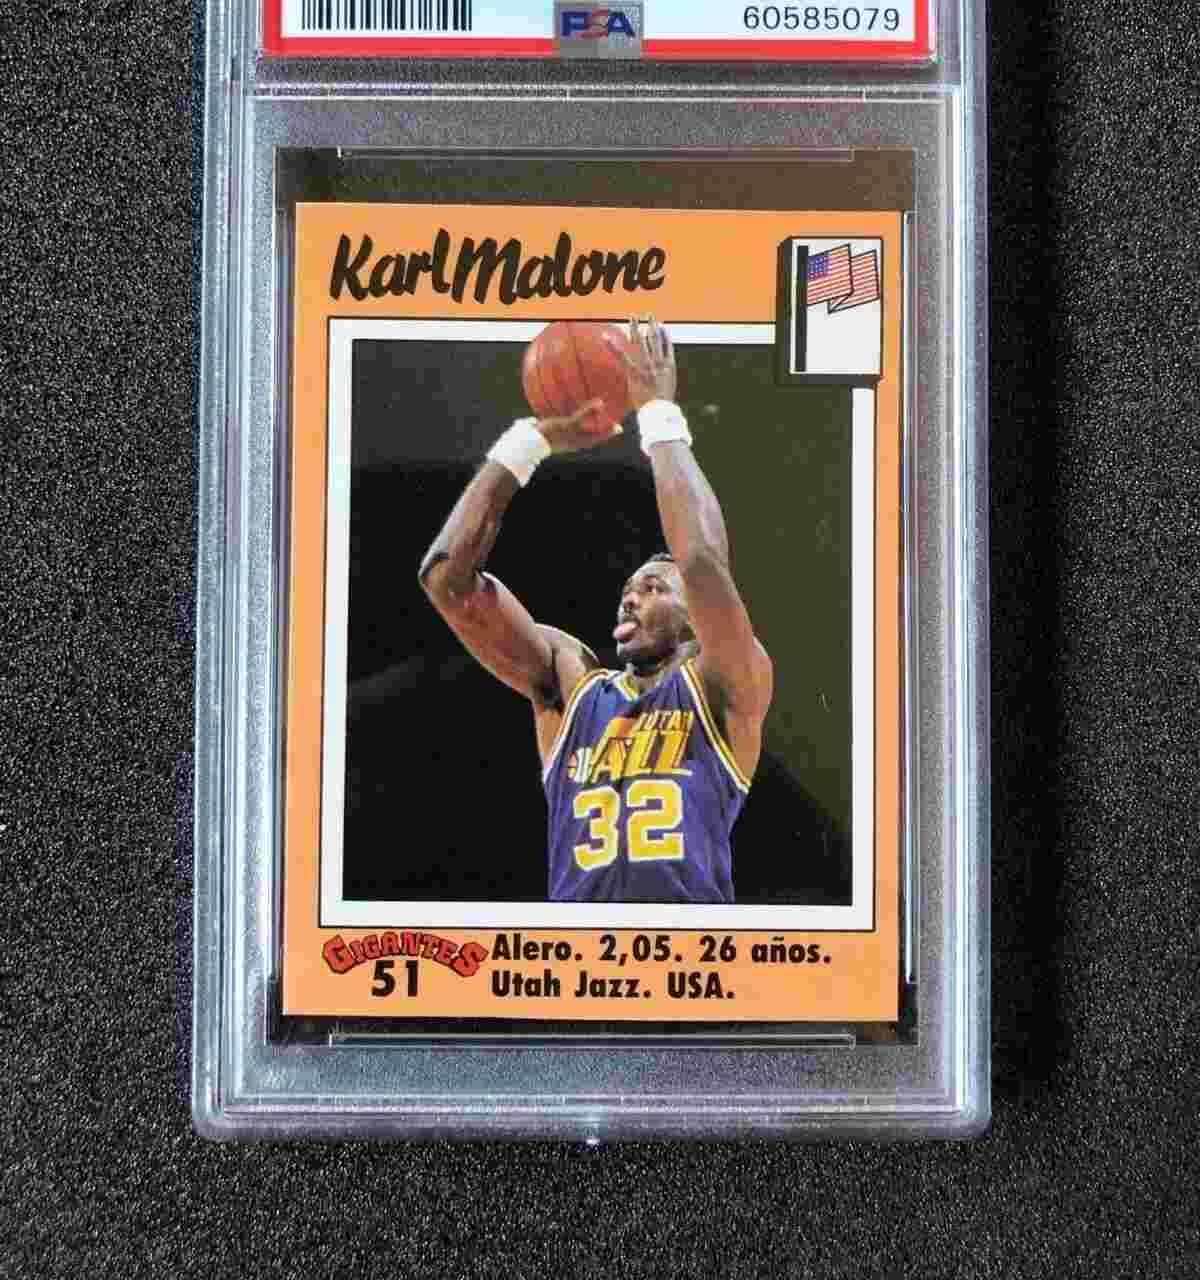 PSA
60585079
Karl Malone
UTAH
JAZZ
32
GIGANTES
51
Alero. 2,05. 26 años.
Utah Jazz. USA.